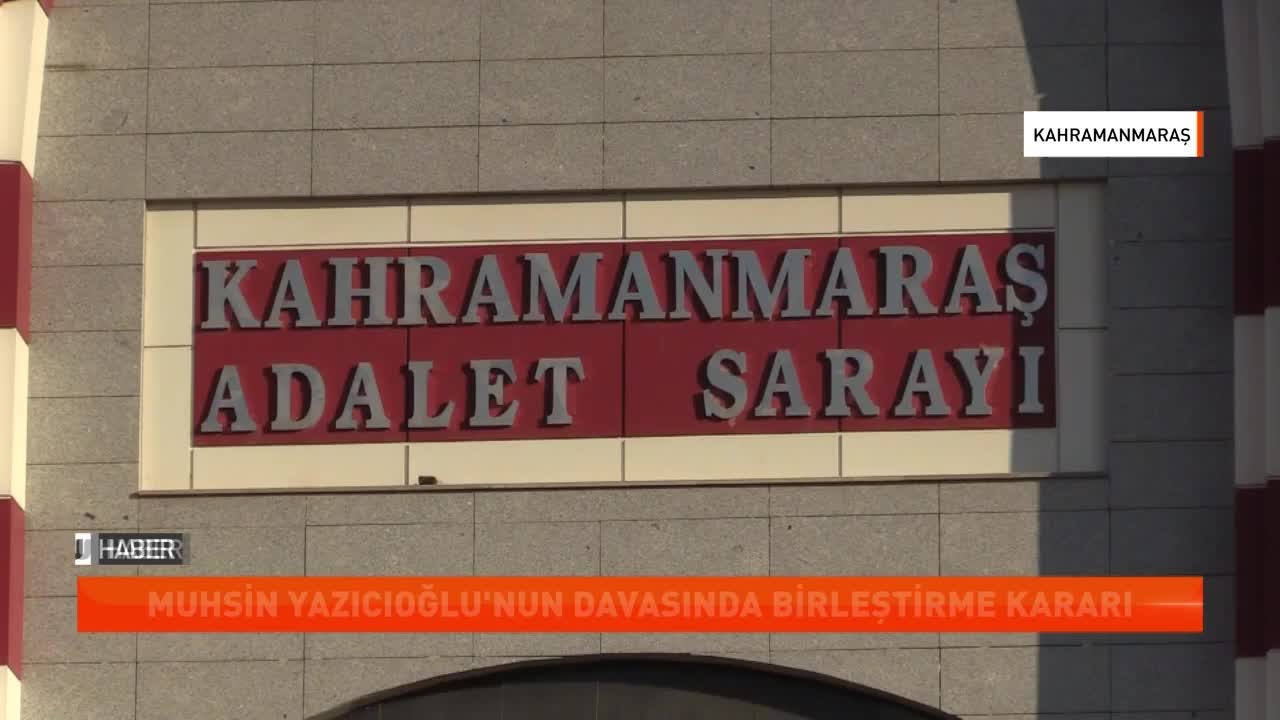 KAHRAMANMARAŞ
KAHRAMANMARAŞ
ADALET SARAYI
HABER
MUHSİN YAZICIOĞLU'NUN DAVASINDA BİRLEŞTİRME KARARI